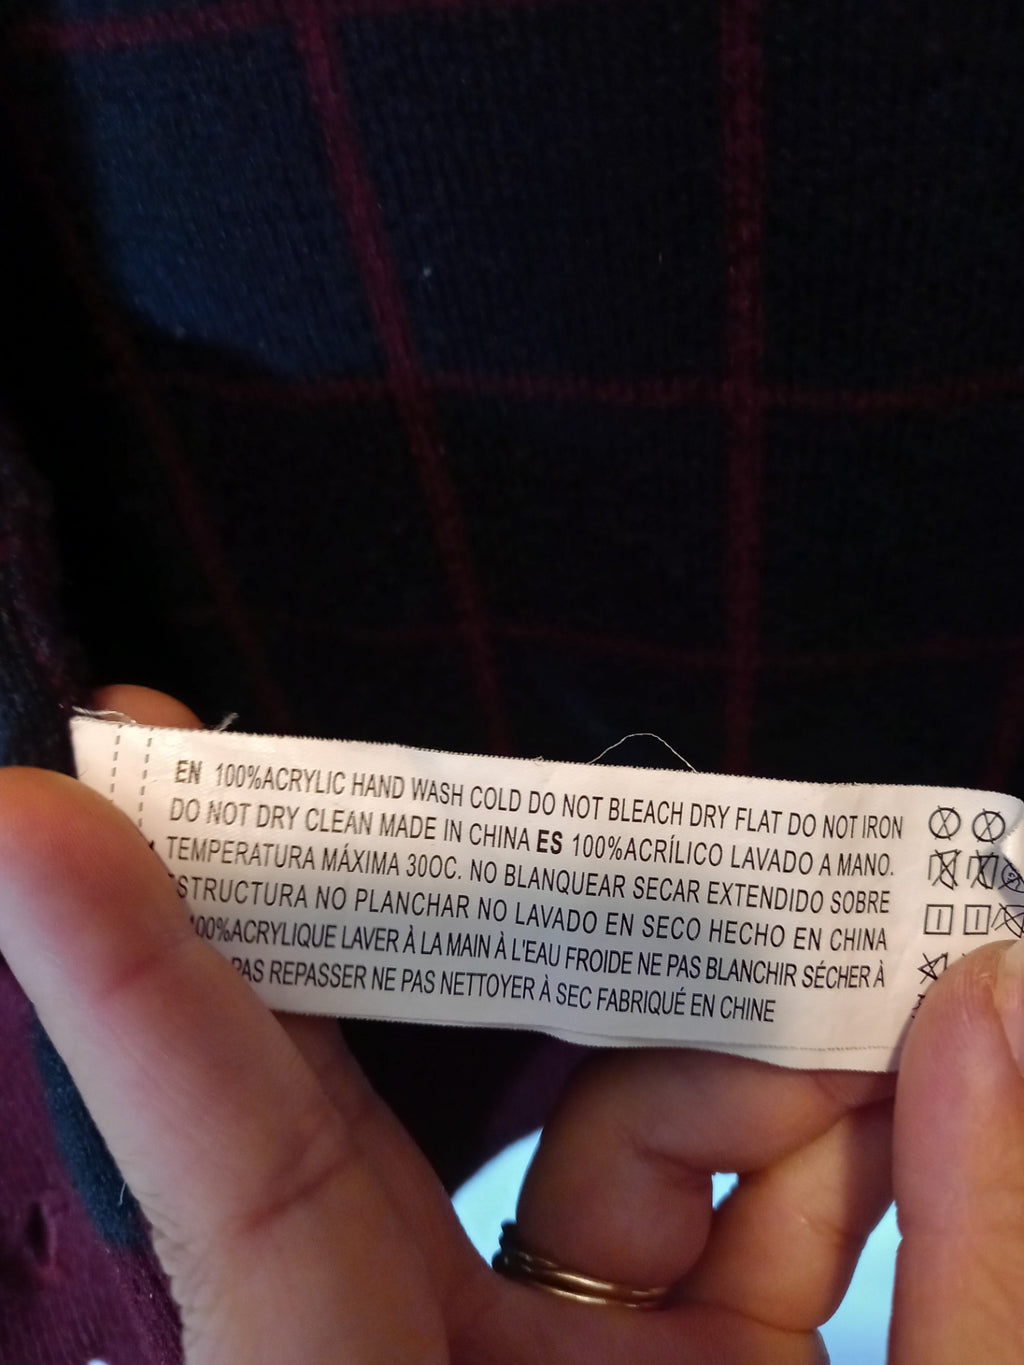 EN 100%ACRYLIC HAND WASH COLD DO NOT BLEACH DRY FLAT DO NOT IRON
DO NOT DRY CLEAN MADE IN CHINA ES 100%ACRÍLICO LAVADO A MANO.
TEMPERATURA MÁXIMA 30OC. NO BLANQUEAR SECAR EXTENDIDO SOBRE
ESTRUCTURA NO PLANCHAR NO LAVADO EN SECO HECHO EN CHINA
100%ACRYLIQUE LAVER À LA MAIN À L'EAU FROIDE NE PAS BLANCHIR SÉCHER À
PAS REPASSER NE PAS NETTOYER À SEC FABRIQUÉ EN CHINE